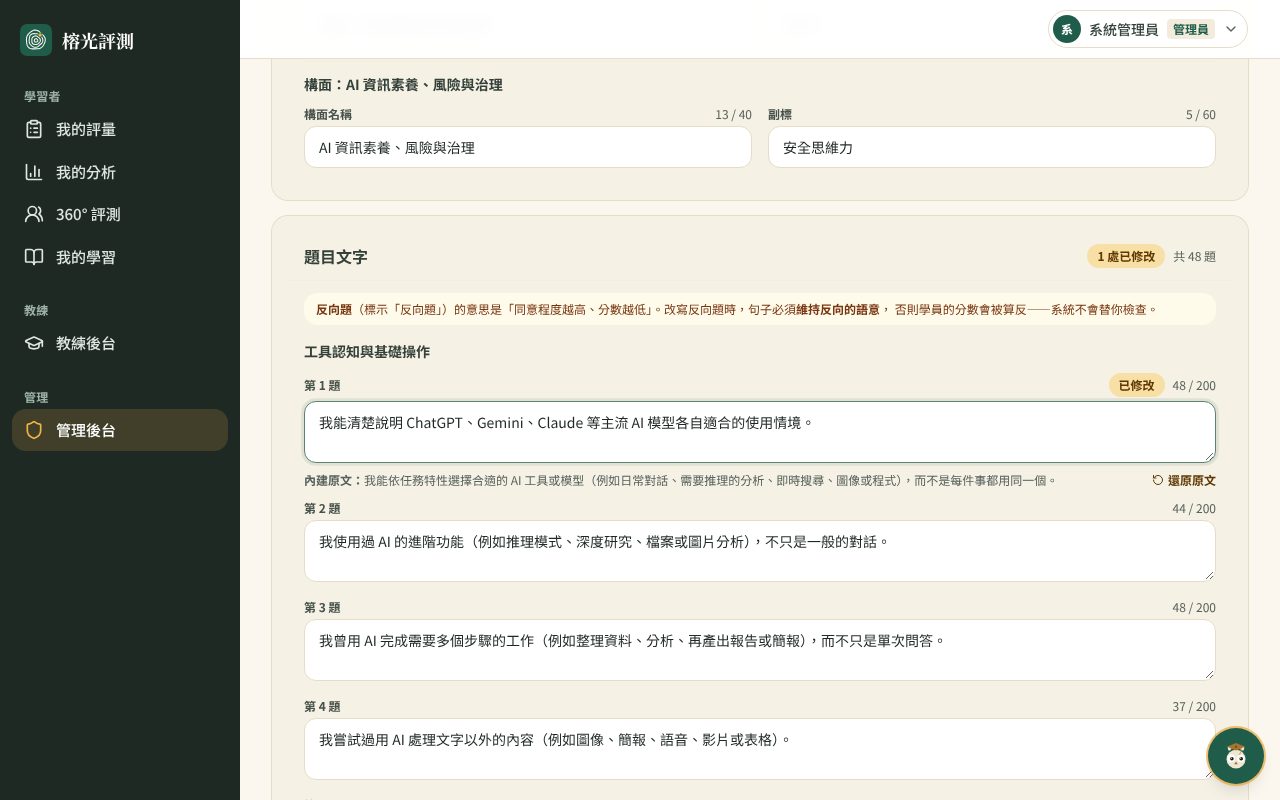 榕光評測
系 系統管理員 管理員
學習者
我的評量
我的分析
360° 評測
我的學習
教練
教練後台
管理
管理後台
構面：AI 資訊素養、風險與治理
構面名稱 13 / 40
副標 5 / 60
AI 資訊素養、風險與治理
安全思維力
題目文字 1 處已修改 共 48 題
反向題（標示「反向題」）的意思是「同意程度越高、分數越低」。改寫反向題時，句子必須維持反向的語意， 否則學員的分數會被算反——系統不會替你檢查。
工具認知與基礎操作
第 1 題 已修改 48 / 200
我能清楚說明 ChatGPT、Gemini、Claude 等主流 AI 模型各自適合的使用情境。
內建原文：我能依任務特性選擇合適的 AI 工具或模型（例如日常對話、需要推理的分析、即時搜尋、圖像或程式），而不是每件事都用同一個。 還原原文
第 2 題 44 / 200
我使用過 AI 的進階功能（例如推理模式、深度研究、檔案或圖片分析），不只是一般的對話。
第 3 題 48 / 200
我曾用 AI 完成需要多個步驟的工作（例如整理資料、分析、再產出報告或簡報），而不只是單次問答。
第 4 題 37 / 200
我嘗試過用 AI 處理文字以外的內容（例如圖像、簡報、語音、影片或表格）。